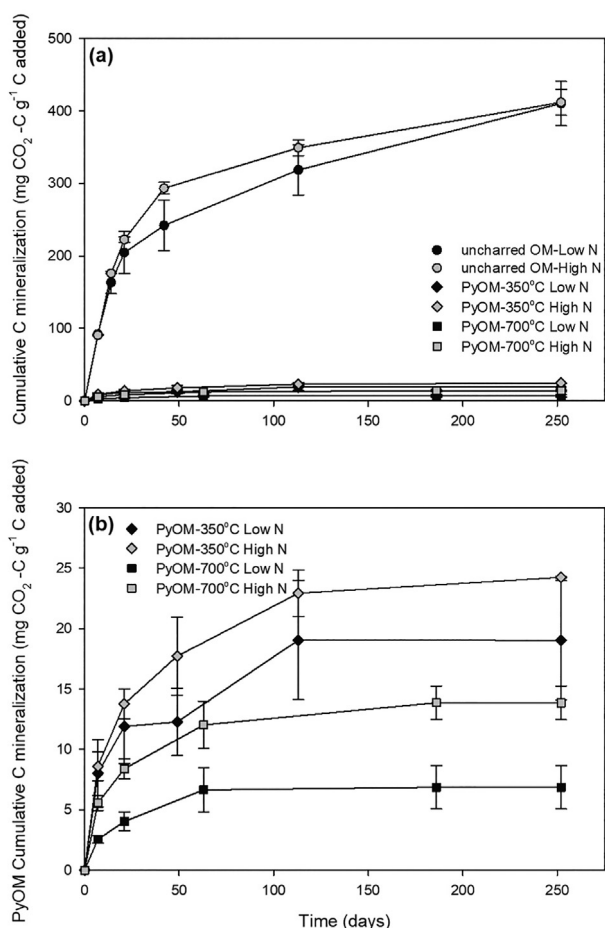 (a)
Cumulative C mineralization (mg CO₂ -C g⁻¹ C added)
500
400
300
200
100
0
uncharred OM-Low N
uncharred OM-High N
PyOM-350°C Low N
PyOM-350°C High N
PyOM-700°C Low N
PyOM-700°C High N
0 50 100 150 200 250
(b)
PyOM Cumulative C mineralization (mg CO₂ -C g⁻¹ C added)
30
25
20
15
10
5
0
PyOM-350°C Low N
PyOM-350°C High N
PyOM-700°C Low N
PyOM-700°C High N
0 50 100 150 200 250
Time (days)